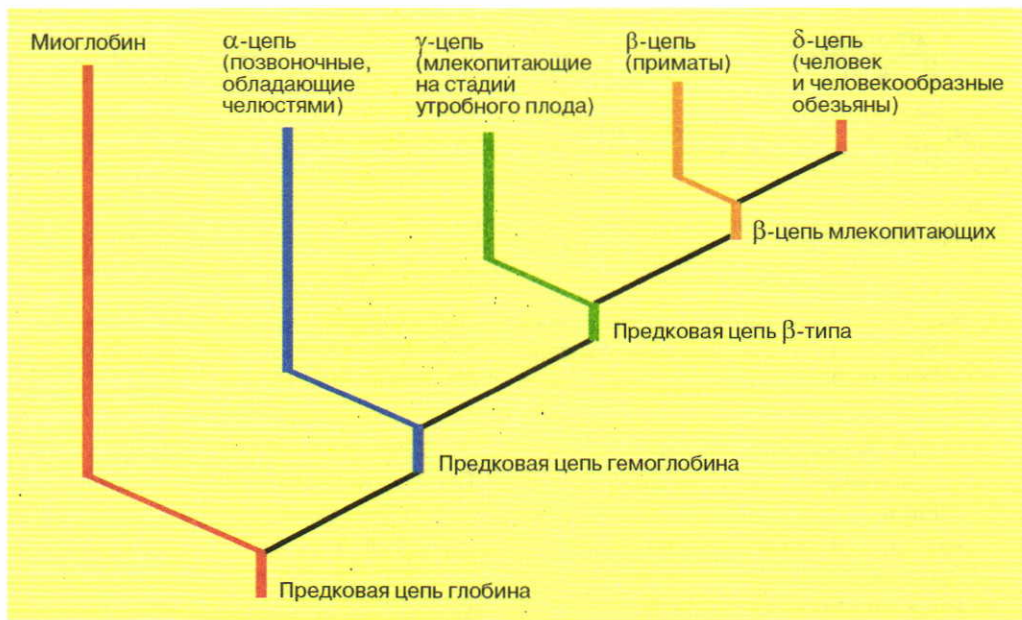 Миоглобин
α-цепь
(позвоночные,
обладающие
челюстями)
γ-цепь
(млекопитающие
на стадии
утробного плода)
β-цепь
(приматы)
δ-цепь
(человек
и человекообразные
обезьяны)
β-цепь млекопитающих
Предковая цепь β-типа
Предковая цепь гемоглобина
Предковая цепь глобина